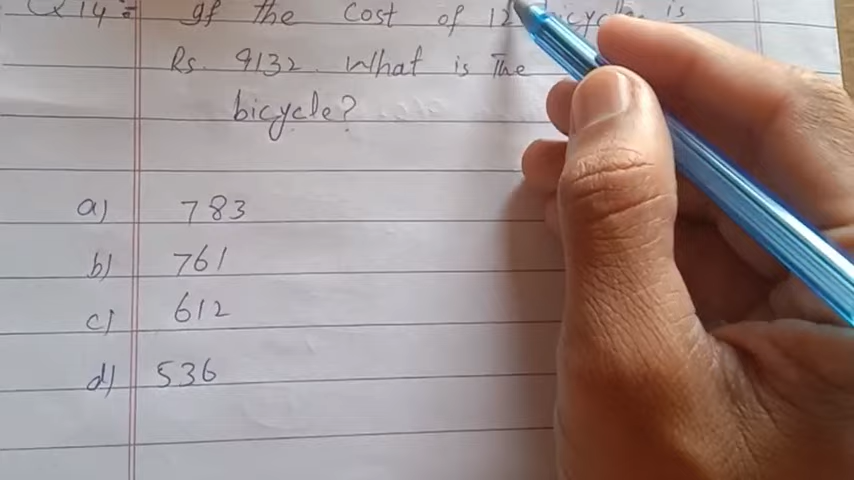 Q14= If the cost of 12 bicycles is
Rs. 9132. What is The
bicycle?
a) 783
b) 761
c) 612
d) 536